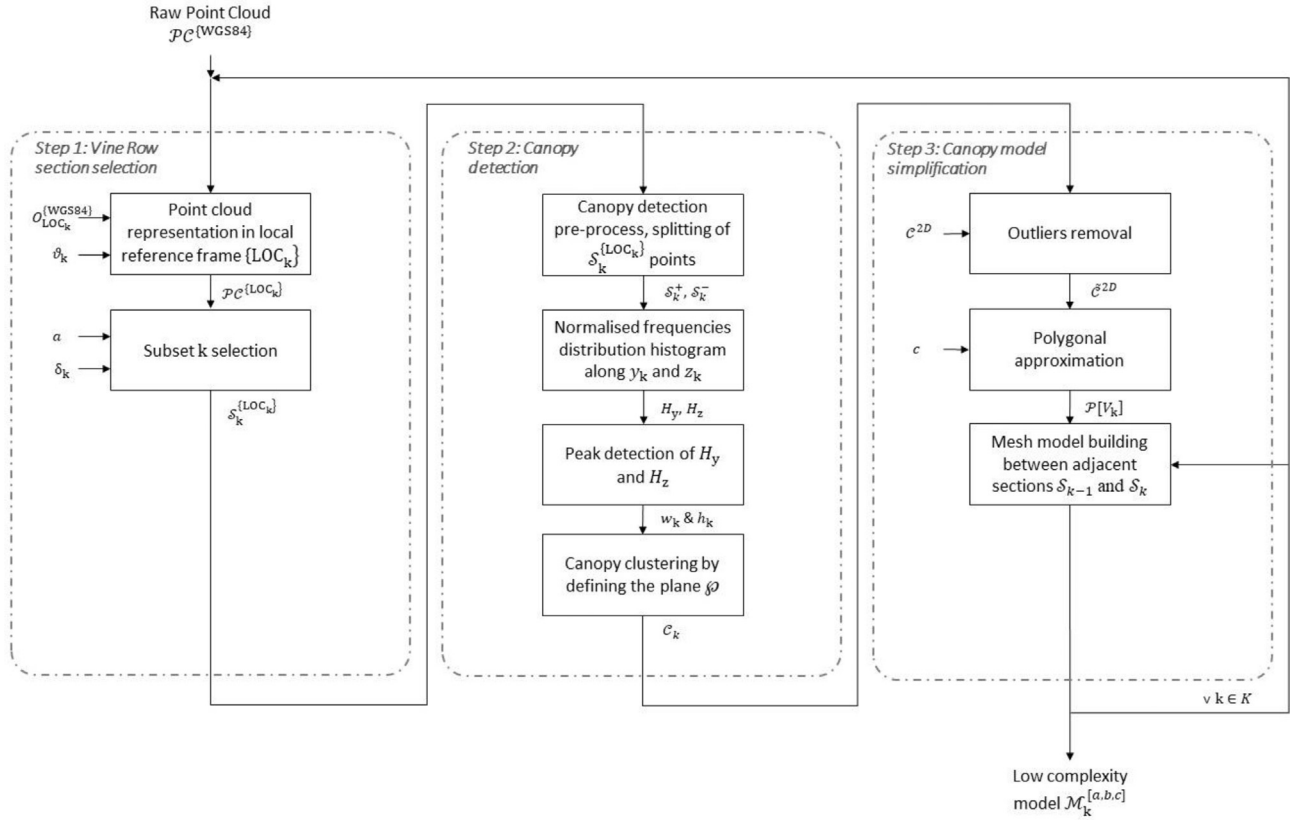 Raw Point Cloud
𝒫𝒞^{WGS84}
Step 1: Vine Row
section selection
O_{LOC_k}^{WGS84}
ϑ_k
Point cloud
representation in local
reference frame {LOC_k}
𝒫𝒞^{LOC_k}
a
δ_k
Subset k selection
𝒮_k^{LOC_k}
Step 2: Canopy
detection
Canopy detection
pre-process, splitting of
𝒮_k^{LOC_k} points
𝒮_k^+, 𝒮_k^-
Normalised frequencies
distribution histogram
along y_k and z_k
H_y, H_z
Peak detection of H_y
and H_z
w_k & h_k
Canopy clustering by
defining the plane ℘
𝒞_k
Step 3: Canopy model
simplification
𝒞^{2D}
Outliers removal
𝒞̃^{2D}
c
Polygonal
approximation
𝒫[V_k]
Mesh model building
between adjacent
sections 𝒮_{k−1} and 𝒮_k
∨ k ∈ K
Low complexity
model ℳ_k^{[a,b,c]}